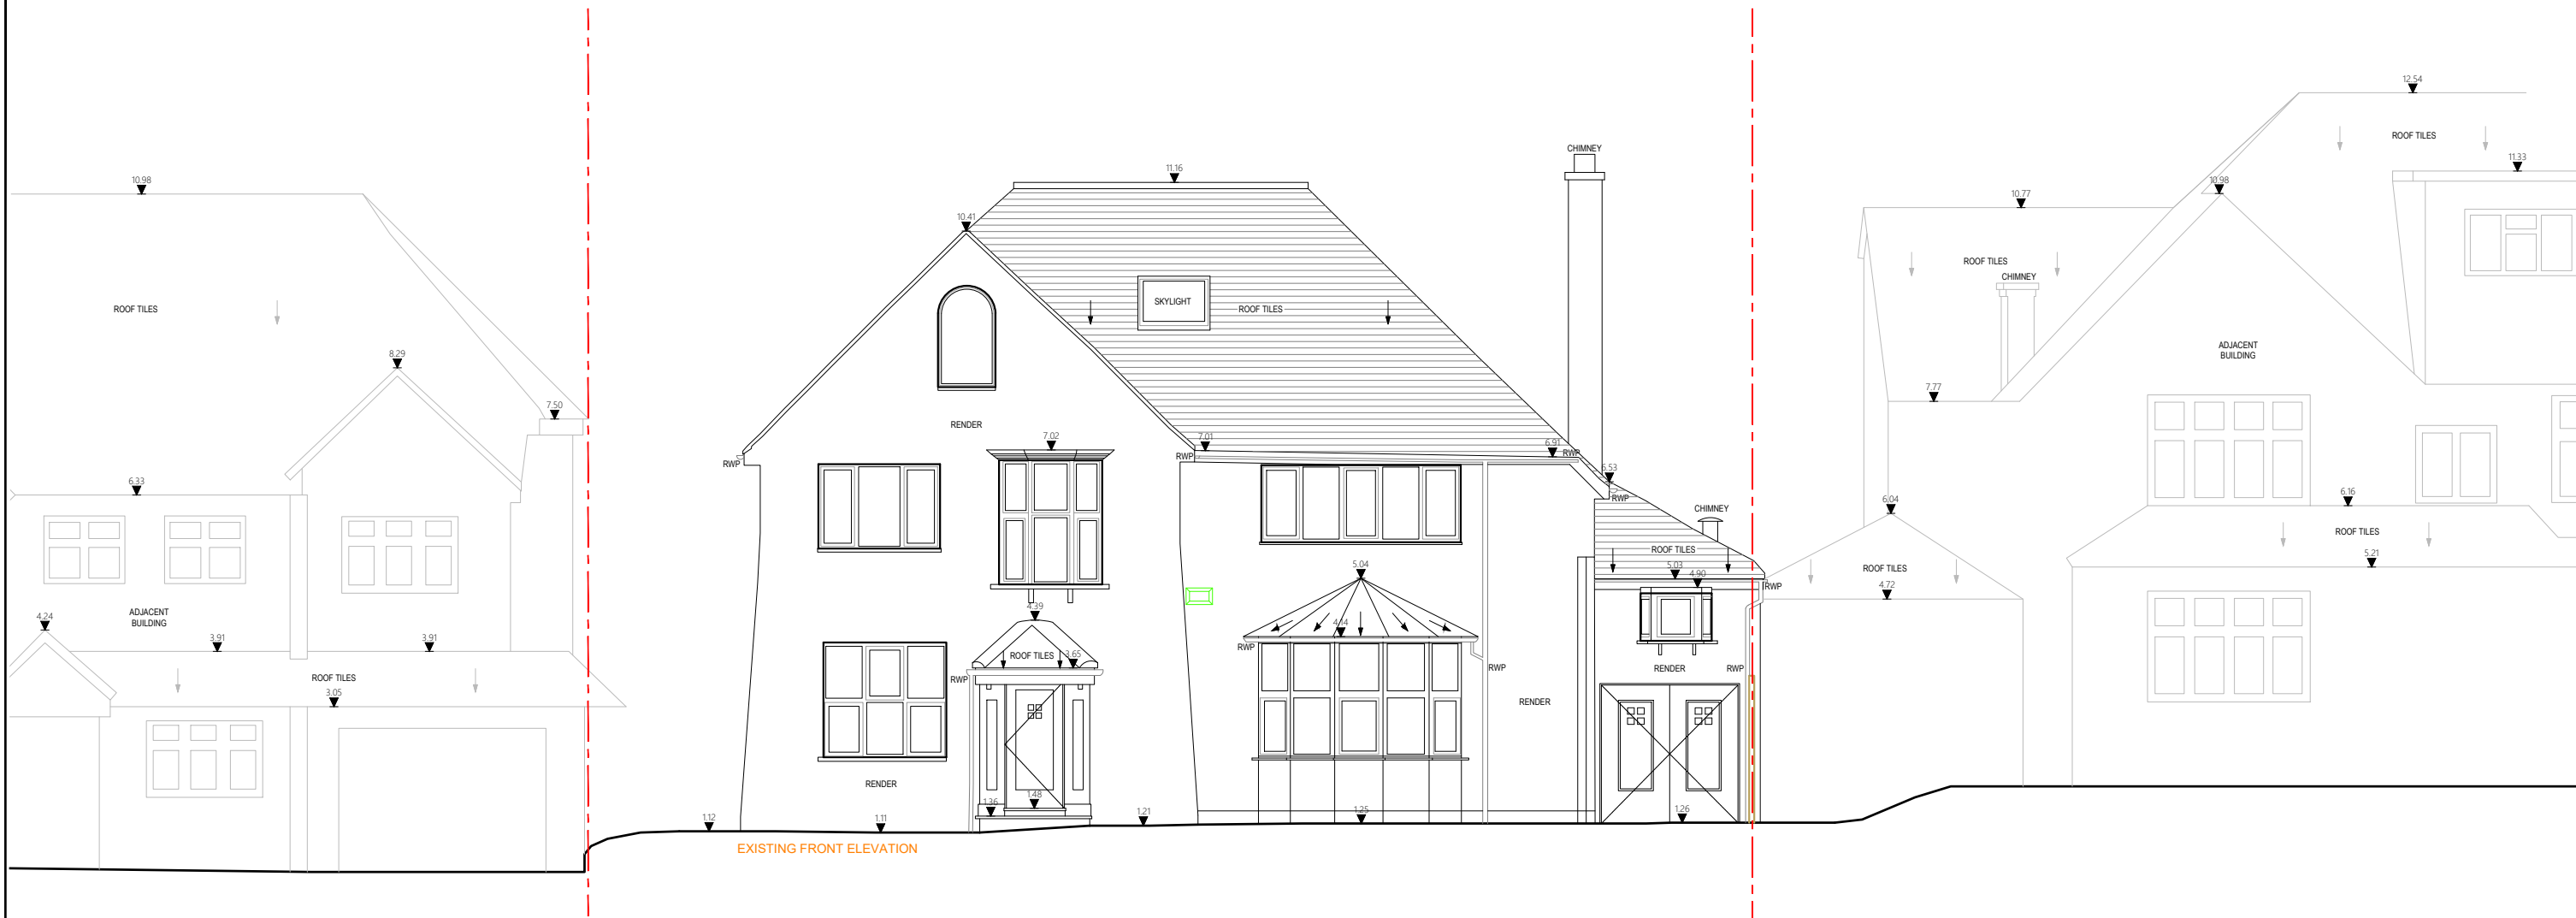 10.98
ROOF TILES
8.29
7.50
6.33
ADJACENT
BUILDING
4.24
3.91
3.91
ROOF TILES
3.05
11.16
10.41
CHIMNEY
SKYLIGHT
ROOF TILES
RENDER
7.02
7.01
6.91
RWP
RWP
RWP
6.53
RWP
CHIMNEY
ROOF TILES
5.03
4.90
RWP
5.04
4.14
4.39
ROOF TILES
3.65
RWP
RWP
RWP
RENDER
RWP
RENDER
RENDER
1.36
1.48
1.12
1.11
1.21
1.25
1.26
EXISTING FRONT ELEVATION
12.54
ROOF TILES
11.33
10.98
10.77
ROOF TILES
CHIMNEY
ADJACENT
BUILDING
7.77
6.04
6.16
ROOF TILES
5.21
ROOF TILES
4.72